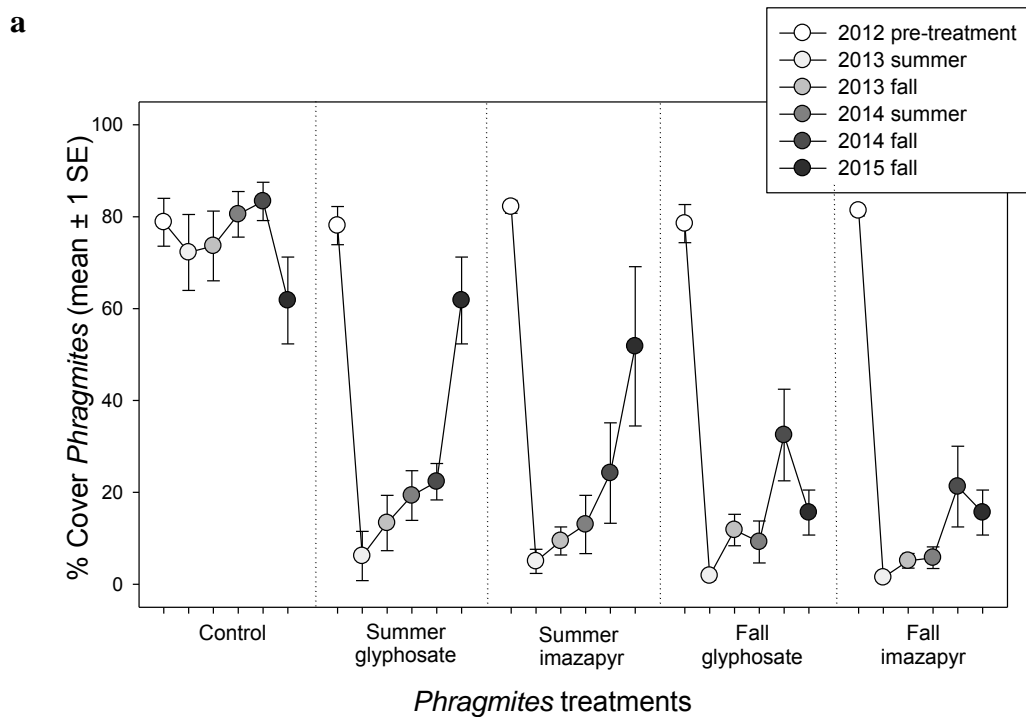 a
2012 pre-treatment
2013 summer
2013 fall
2014 summer
2014 fall
2015 fall
% Cover Phragmites (mean ± 1 SE)
100
80
60
40
20
0
Control
Summer
glyphosate
Summer
imazapyr
Fall
glyphosate
Fall
imazapyr
Phragmites treatments